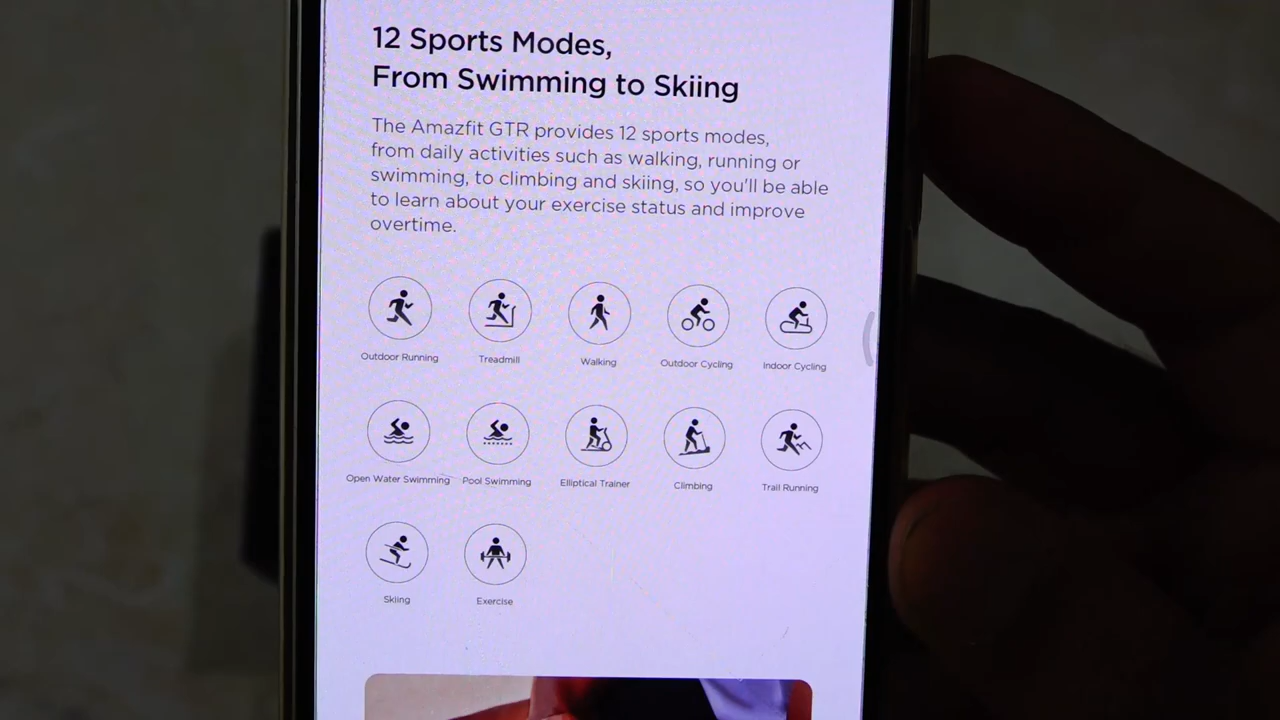 12 Sports Modes,
From Swimming to Skiing
The Amazfit GTR provides 12 sports modes,
from daily activities such as walking, running or
swimming, to climbing and skiing, so you'll be able
to learn about your exercise status and improve
overtime.
Outdoor Running
Treadmill
Walking
Outdoor Cycling
Indoor Cycling
Open Water Swimming
Pool Swimming
Elliptical Trainer
Climbing
Trail Running
Skiing
Exercise